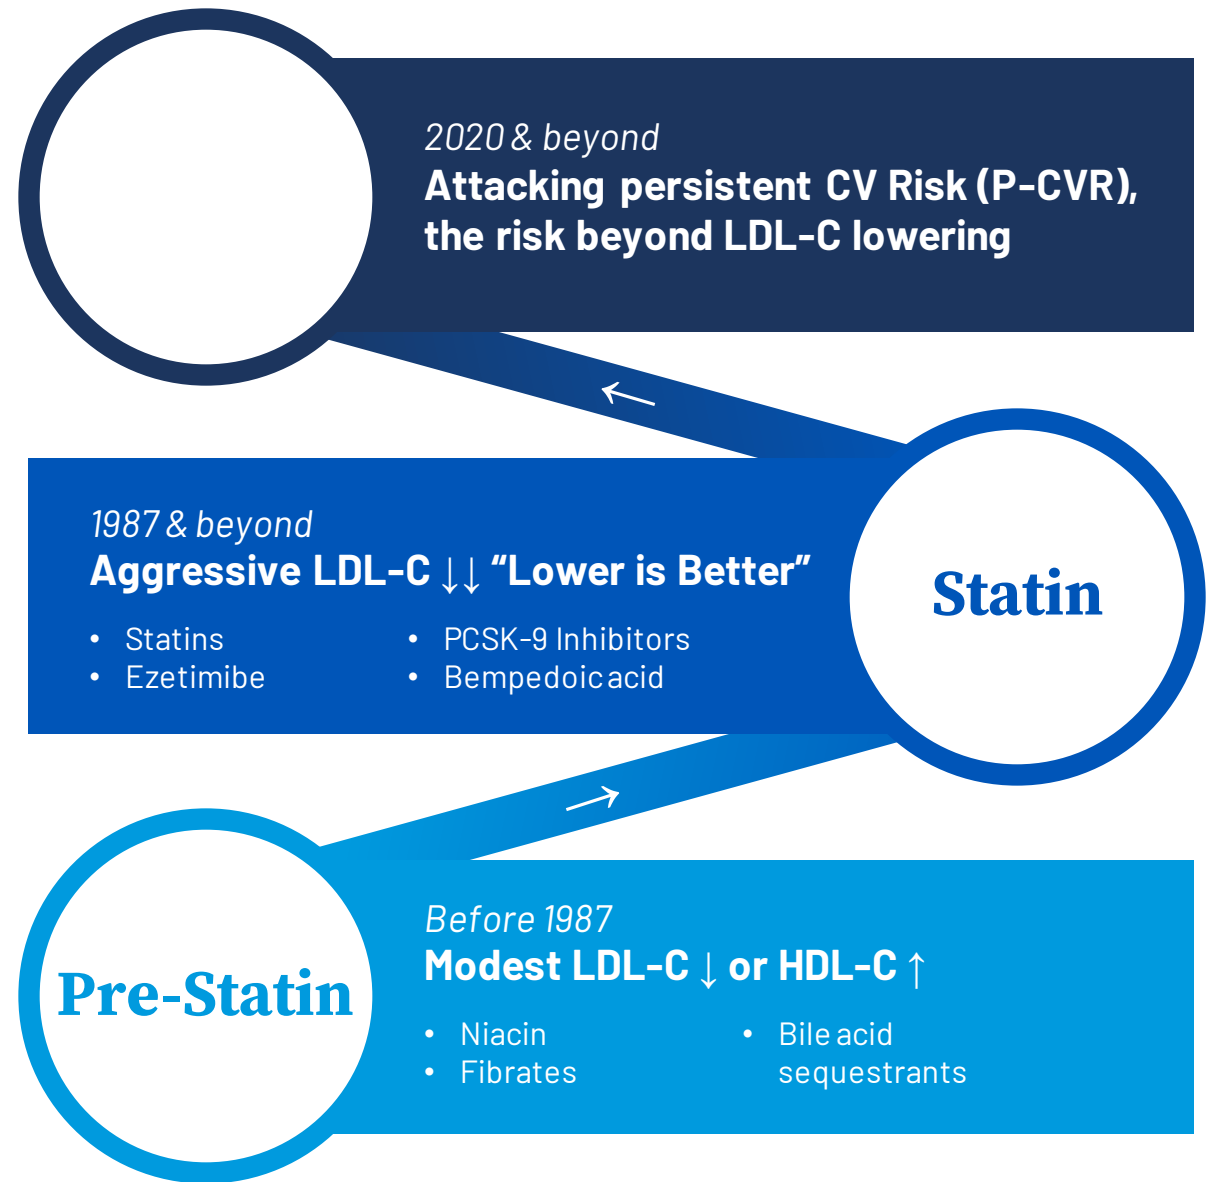 2020 & beyond
Attacking persistent CV Risk (P-CVR),
the risk beyond LDL-C lowering
1987 & beyond
Aggressive LDL-C ↓↓ “Lower is Better”
• Statins
• Ezetimibe
• PCSK-9 Inhibitors
• Bempedoic acid
Statin
Pre-Statin
Before 1987
Modest LDL-C ↓ or HDL-C ↑
• Niacin
• Fibrates
• Bile acid
sequestrants